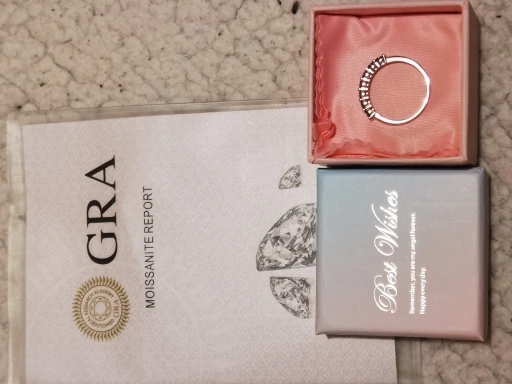 GRA
MOISSANITE REPORT
Best Wishes
Remember, you are my angel forever.
Happy every day.